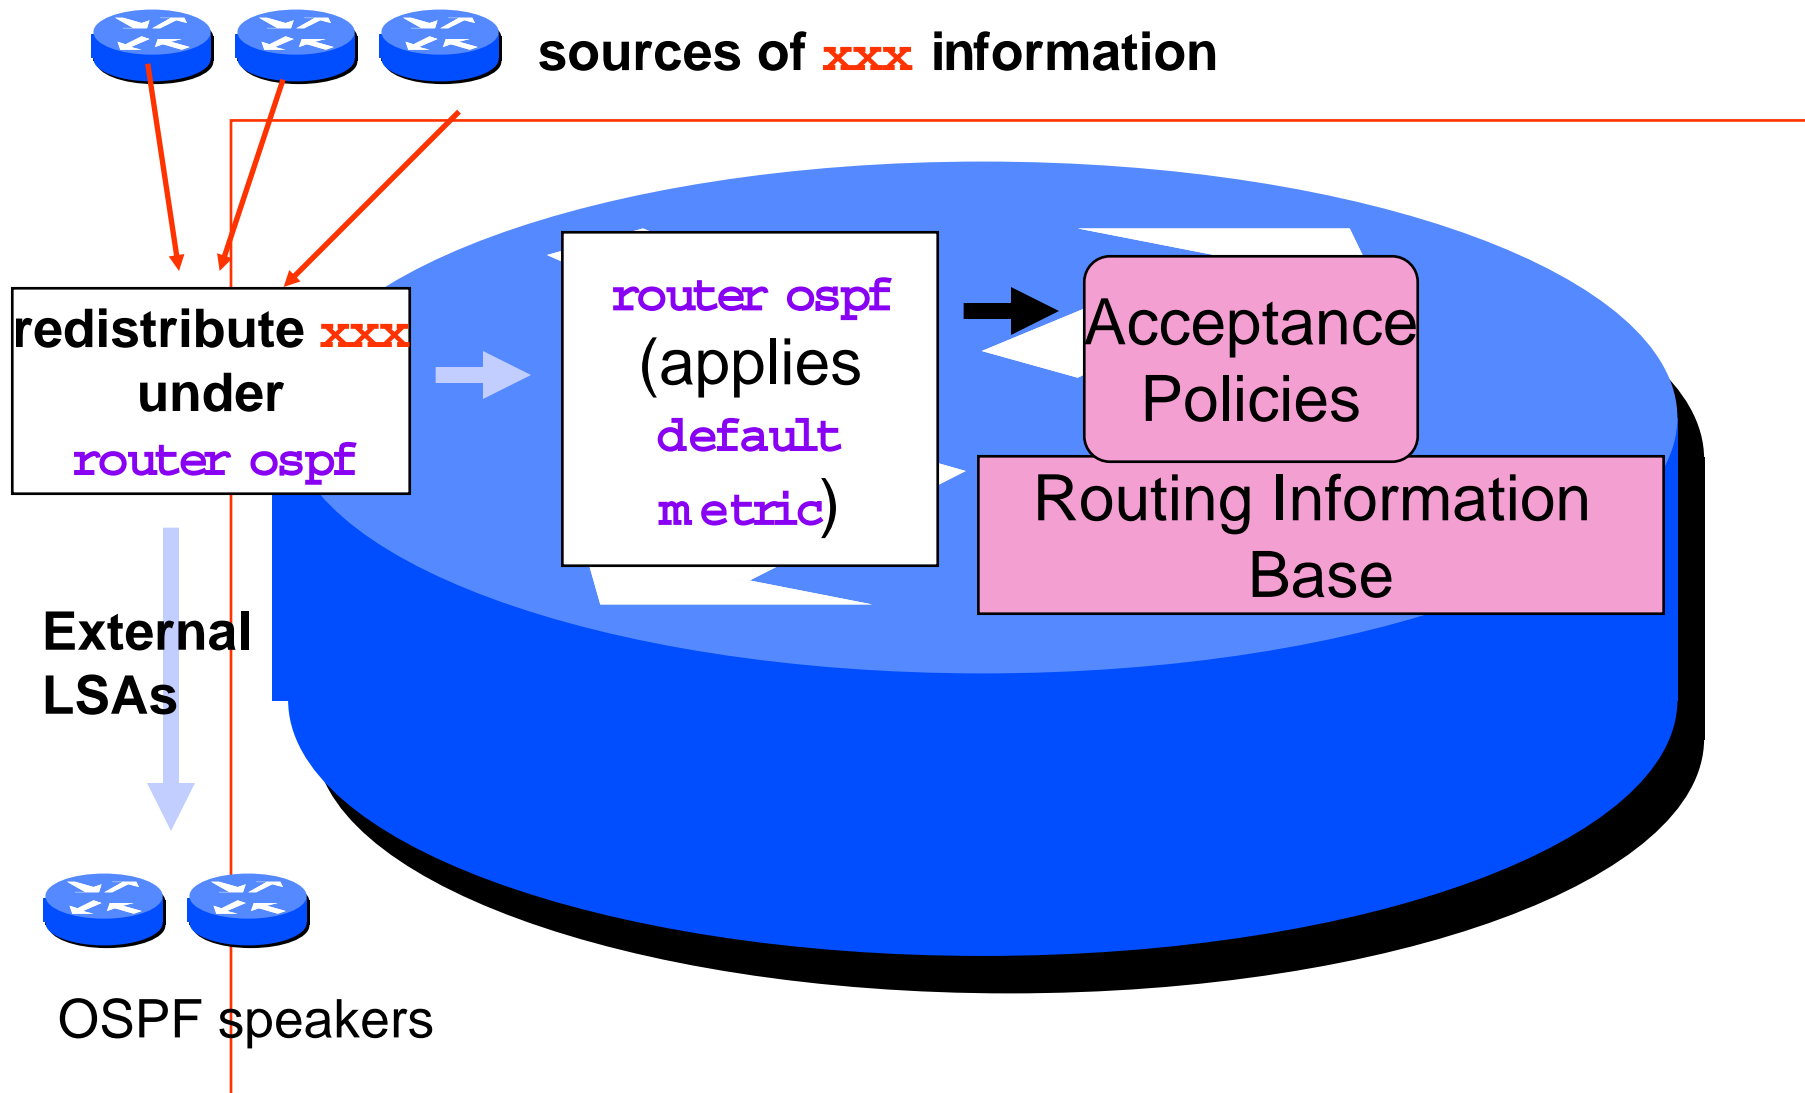 sources of xxx information
redistribute xxx
under
router ospf
router ospf
(applies
default
metric)
Acceptance
Policies
Routing Information
Base
External
LSAs
OSPF speakers